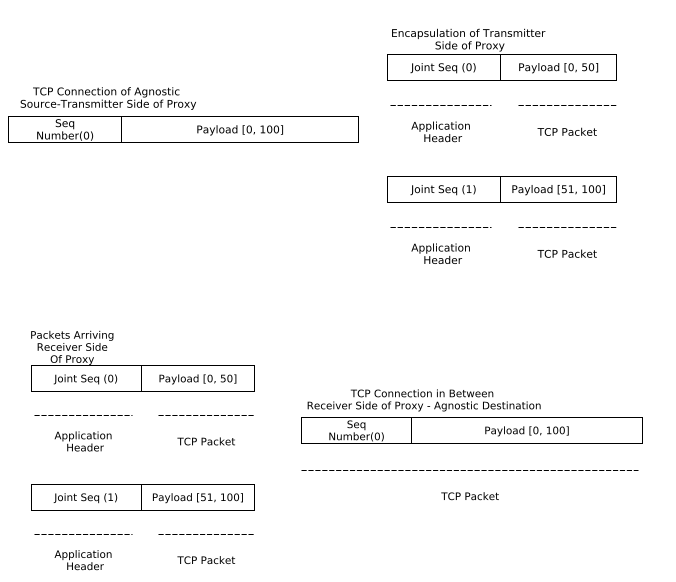 TCP Connection of Agnostic
Source-Transmitter Side of Proxy
Seq
Number(0)
Payload [0, 100]
Encapsulation of Transmitter
Side of Proxy
Joint Seq (0)
Payload [0, 50]
Application
Header
TCP Packet
Joint Seq (1)
Payload [51, 100]
Application
Header
TCP Packet
Packets Arriving
Receiver Side
Of Proxy
Joint Seq (0)
Payload [0, 50]
Application
Header
TCP Packet
Joint Seq (1)
Payload [51, 100]
Application
Header
TCP Packet
TCP Connection in Between
Receiver Side of Proxy - Agnostic Destination
Seq
Number(0)
Payload [0, 100]
TCP Packet